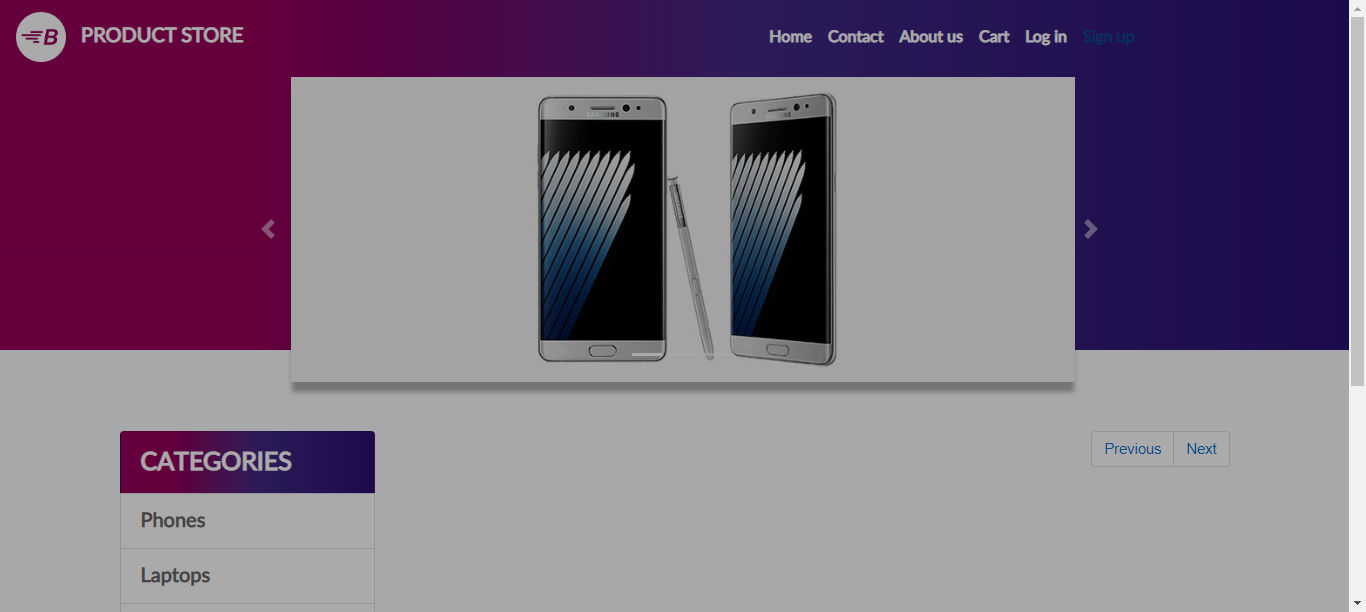 B PRODUCT STORE Home Contact About us Cart Log in Sign up
SAMSUNG SAMSUNG
CATEGORIES
Previous Next
Phones
Laptops